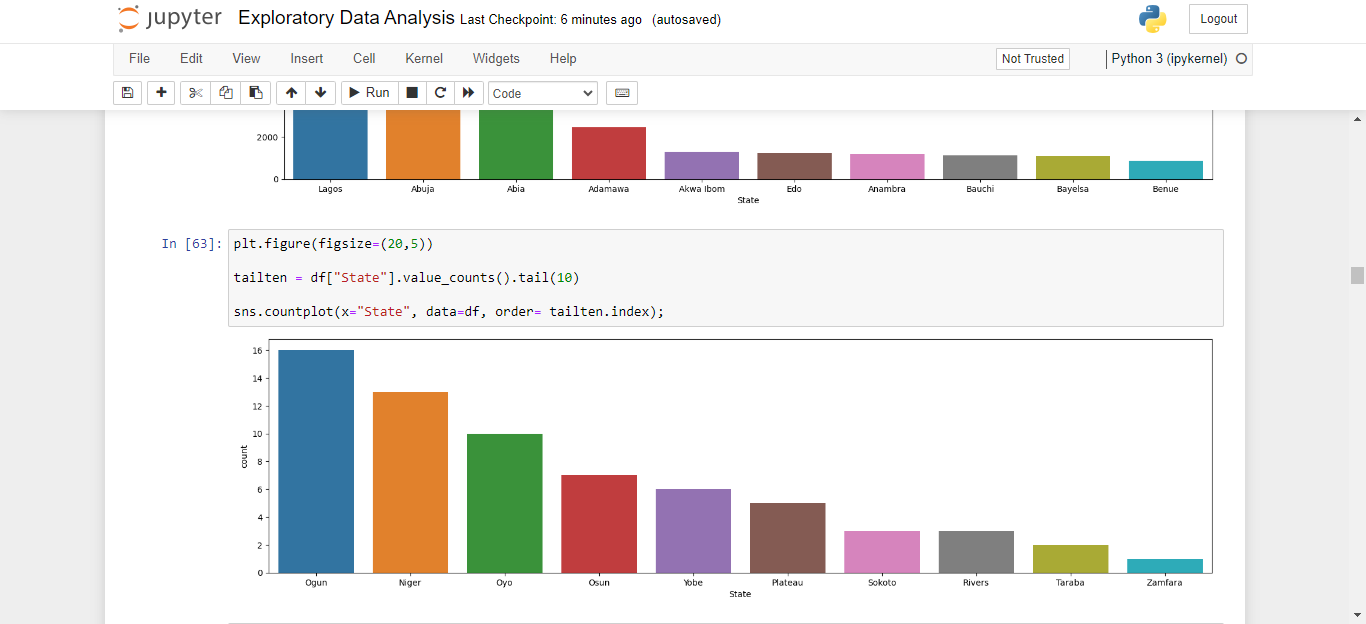 jupyter Exploratory Data Analysis Last Checkpoint: 6 minutes ago (autosaved) Logout
File Edit View Insert Cell Kernel Widgets Help Not Trusted Python 3 (ipykernel)
Run Code
2000
0
Lagos Abuja Abia Adamawa Akwa Ibom Edo Anambra Bauchi Bayelsa Benue
State
In [63]: plt.figure(figsize=(20,5))
tailten = df["State"].value_counts().tail(10)
sns.countplot(x="State", data=df, order= tailten.index);
16
14
12
10
8
6
4
2
0
count
Ogun Niger Oyo Osun Yobe Plateau Sokoto Rivers Taraba Zamfara
State